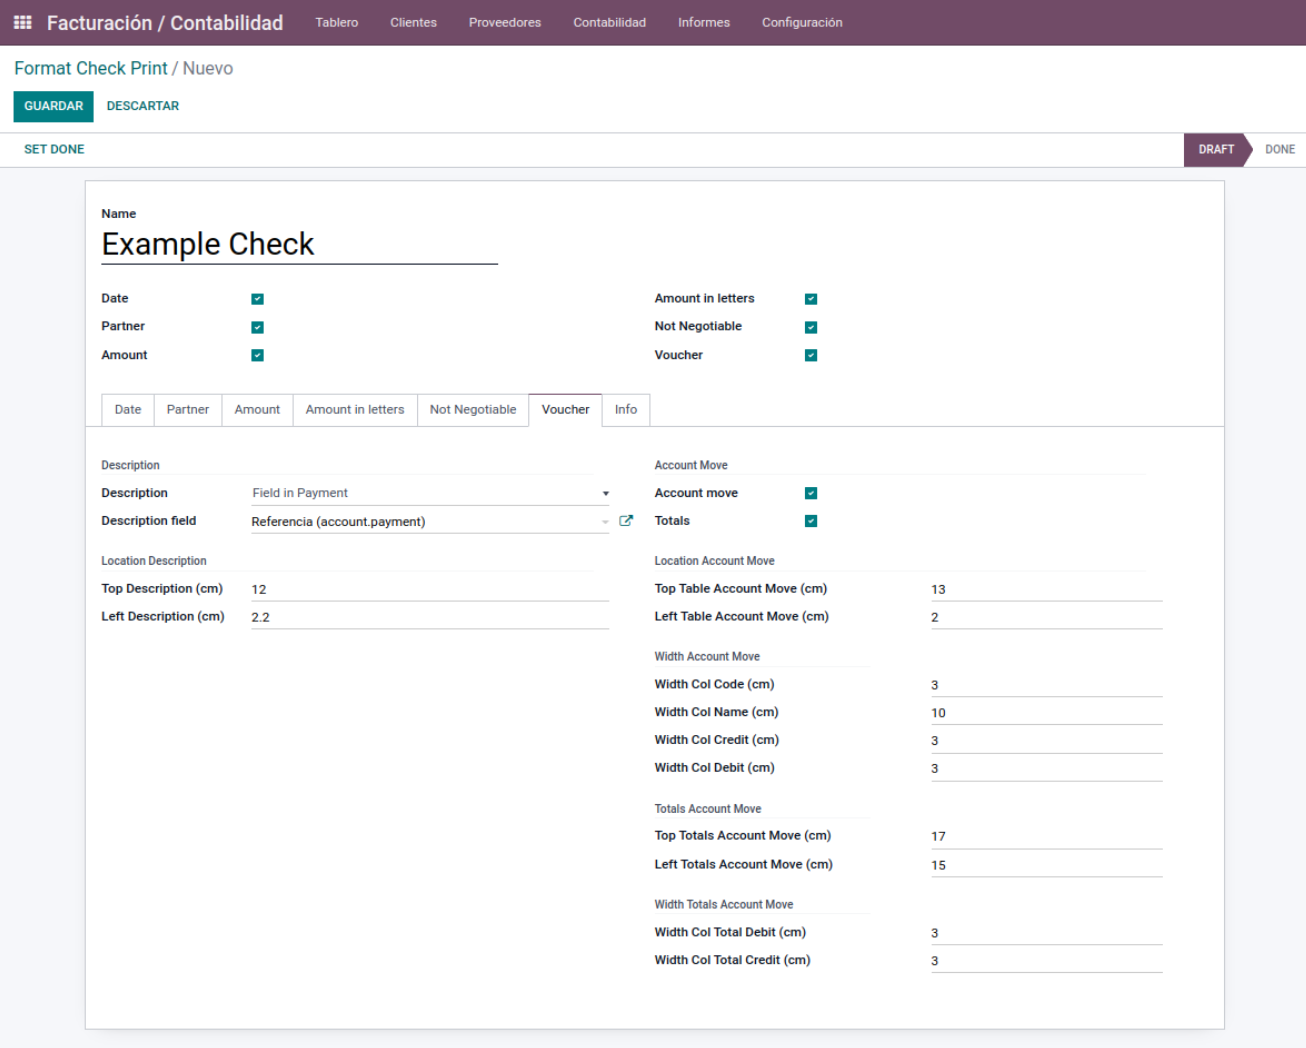 Facturación / Contabilidad Tablero Clientes Proveedores Contabilidad Informes Configuración
Format Check Print / Nuevo
GUARDAR DESCARTAR
SET DONE DRAFT DONE
Name
Example Check
Date Amount in letters
Partner Not Negotiable
Amount Voucher
Date Partner Amount Amount in letters Not Negotiable Voucher Info
Description Account Move
Description Field in Payment Account move
Description field Referencia (account.payment) Totals
Location Description Location Account Move
Top Description (cm) 12 Top Table Account Move (cm) 13
Left Description (cm) 2.2 Left Table Account Move (cm) 2
Width Account Move
Width Col Code (cm) 3
Width Col Name (cm) 10
Width Col Credit (cm) 3
Width Col Debit (cm) 3
Totals Account Move
Top Totals Account Move (cm) 17
Left Totals Account Move (cm) 15
Width Totals Account Move
Width Col Total Debit (cm) 3
Width Col Total Credit (cm) 3